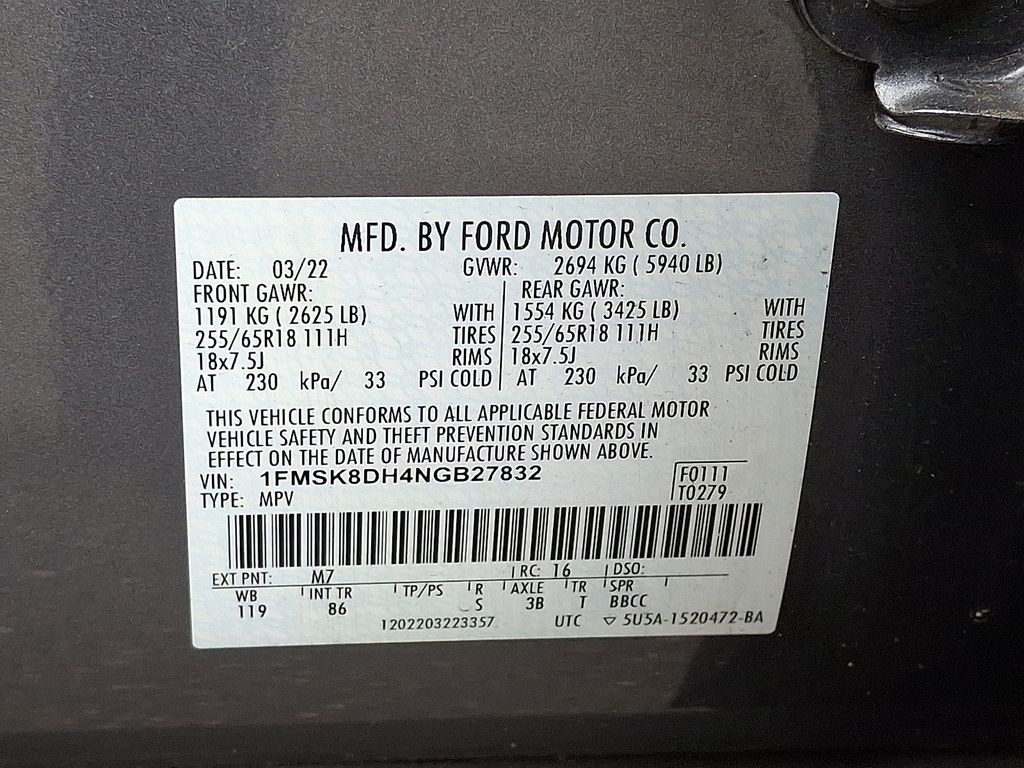 MFD. BY FORD MOTOR CO.
DATE: 03/22 GVWR: 2694 KG ( 5940 LB)
FRONT GAWR: REAR GAWR:
1191 KG ( 2625 LB) WITH 1554 KG ( 3425 LB) WITH
255/65R18 111H TIRES 255/65R18 111H TIRES
18x7.5J RIMS 18x7.5J RIMS
AT 230 kPa/ 33 PSI COLD AT 230 kPa/ 33 PSI COLD
THIS VEHICLE CONFORMS TO ALL APPLICABLE FEDERAL MOTOR
VEHICLE SAFETY AND THEFT PREVENTION STANDARDS IN
EFFECT ON THE DATE OF MANUFACTURE SHOWN ABOVE.
VIN: 1FMSK8DH4NGB27832 F0111
TYPE: MPV T0279
EXT PNT: M7 RC: 16 DSO:
WB INT TR TP/PS R AXLE TR SPR
119 86 S 3B T BBCC
1202203223357 UTC ▽ 5U5A-1520472-BA